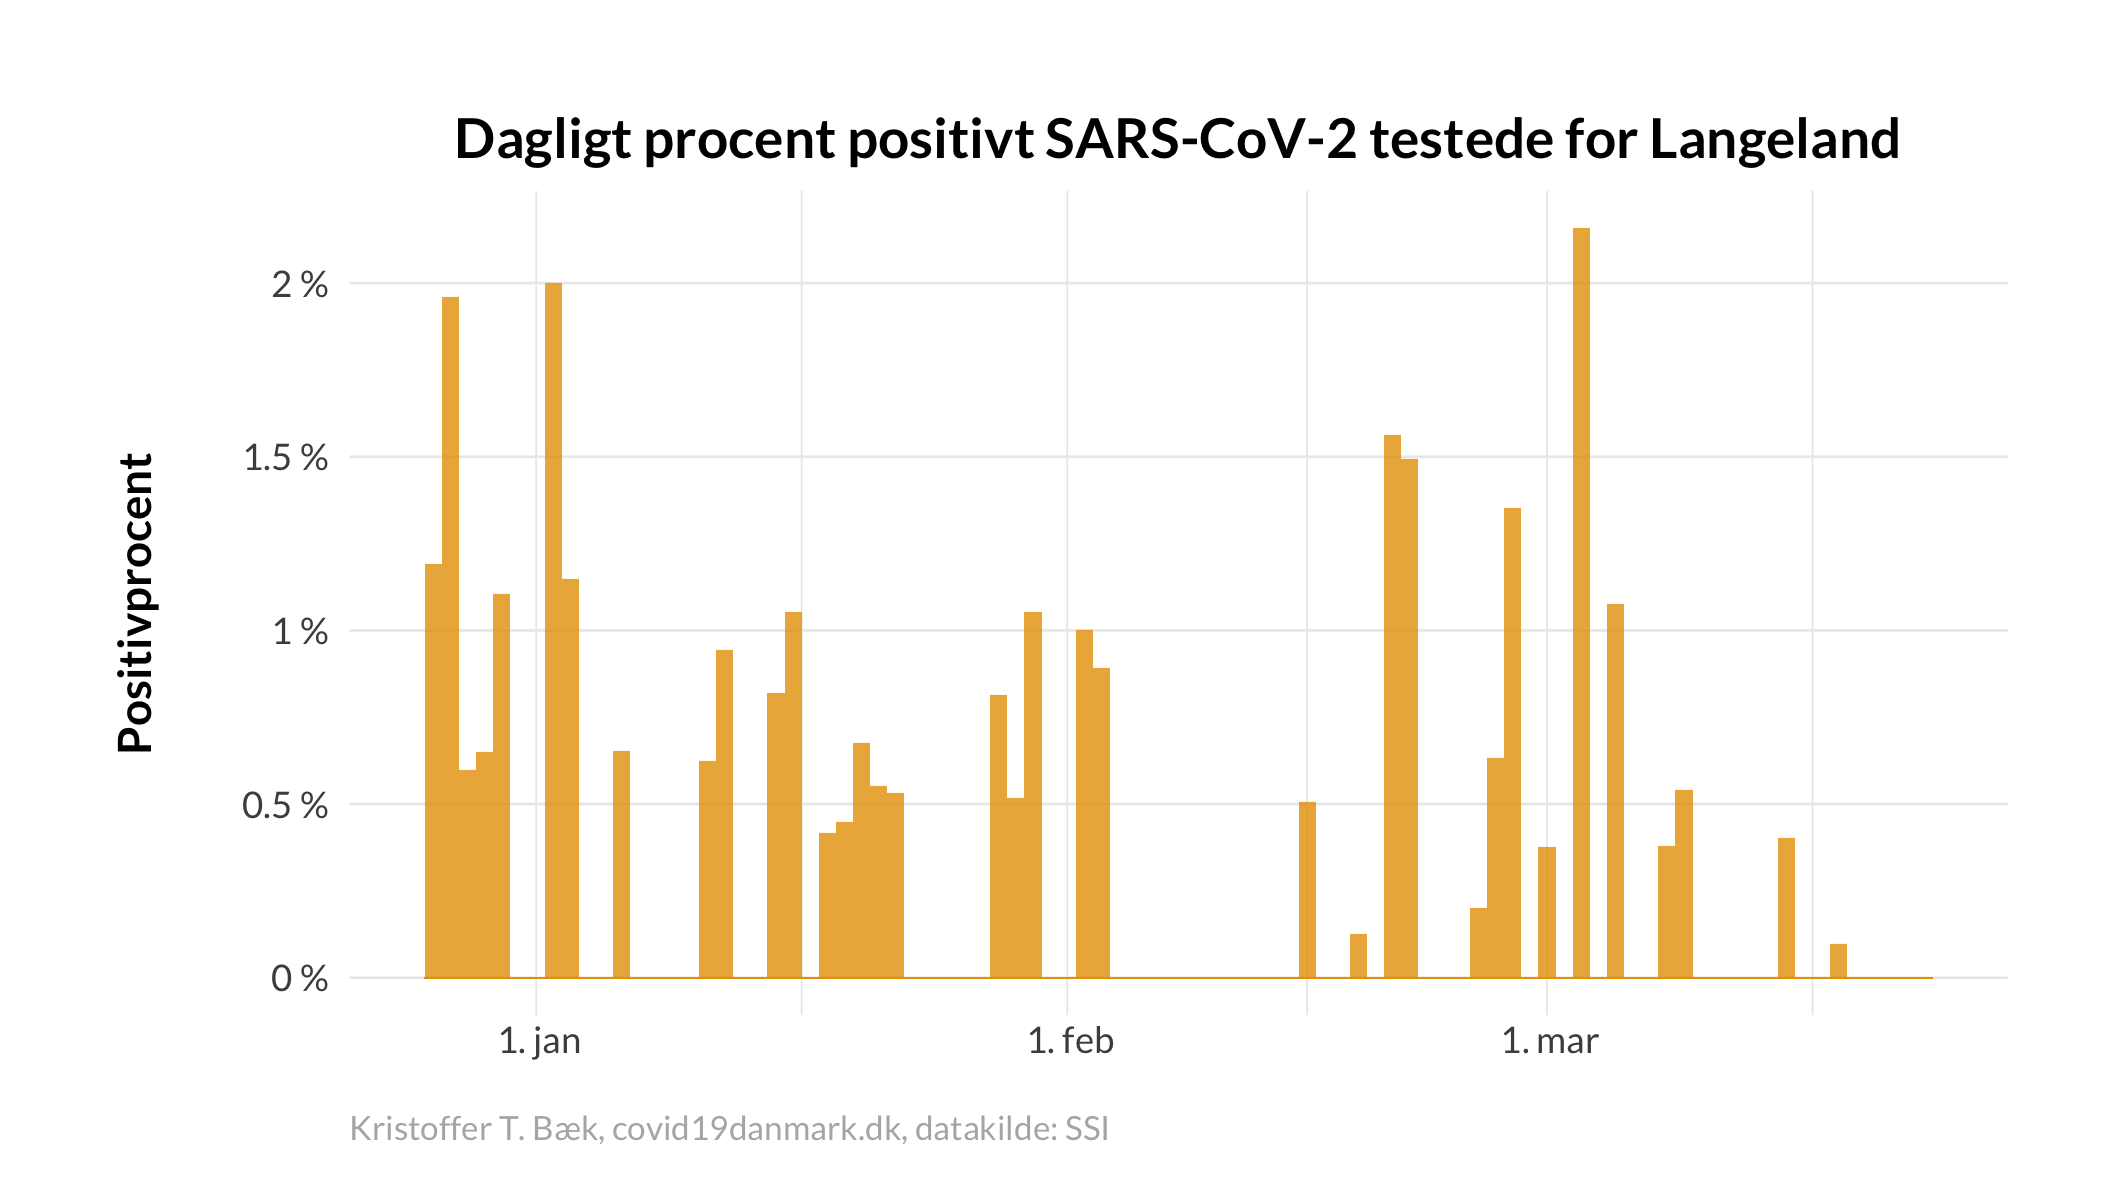 Dagligt procent positivt SARS-CoV-2 testede for Langeland
Positivprocent
2 %
1.5 %
1 %
0.5 %
0 %
1. jan
1. feb
1. mar
Kristoffer T. Bæk, covid19danmark.dk, datakilde: SSI